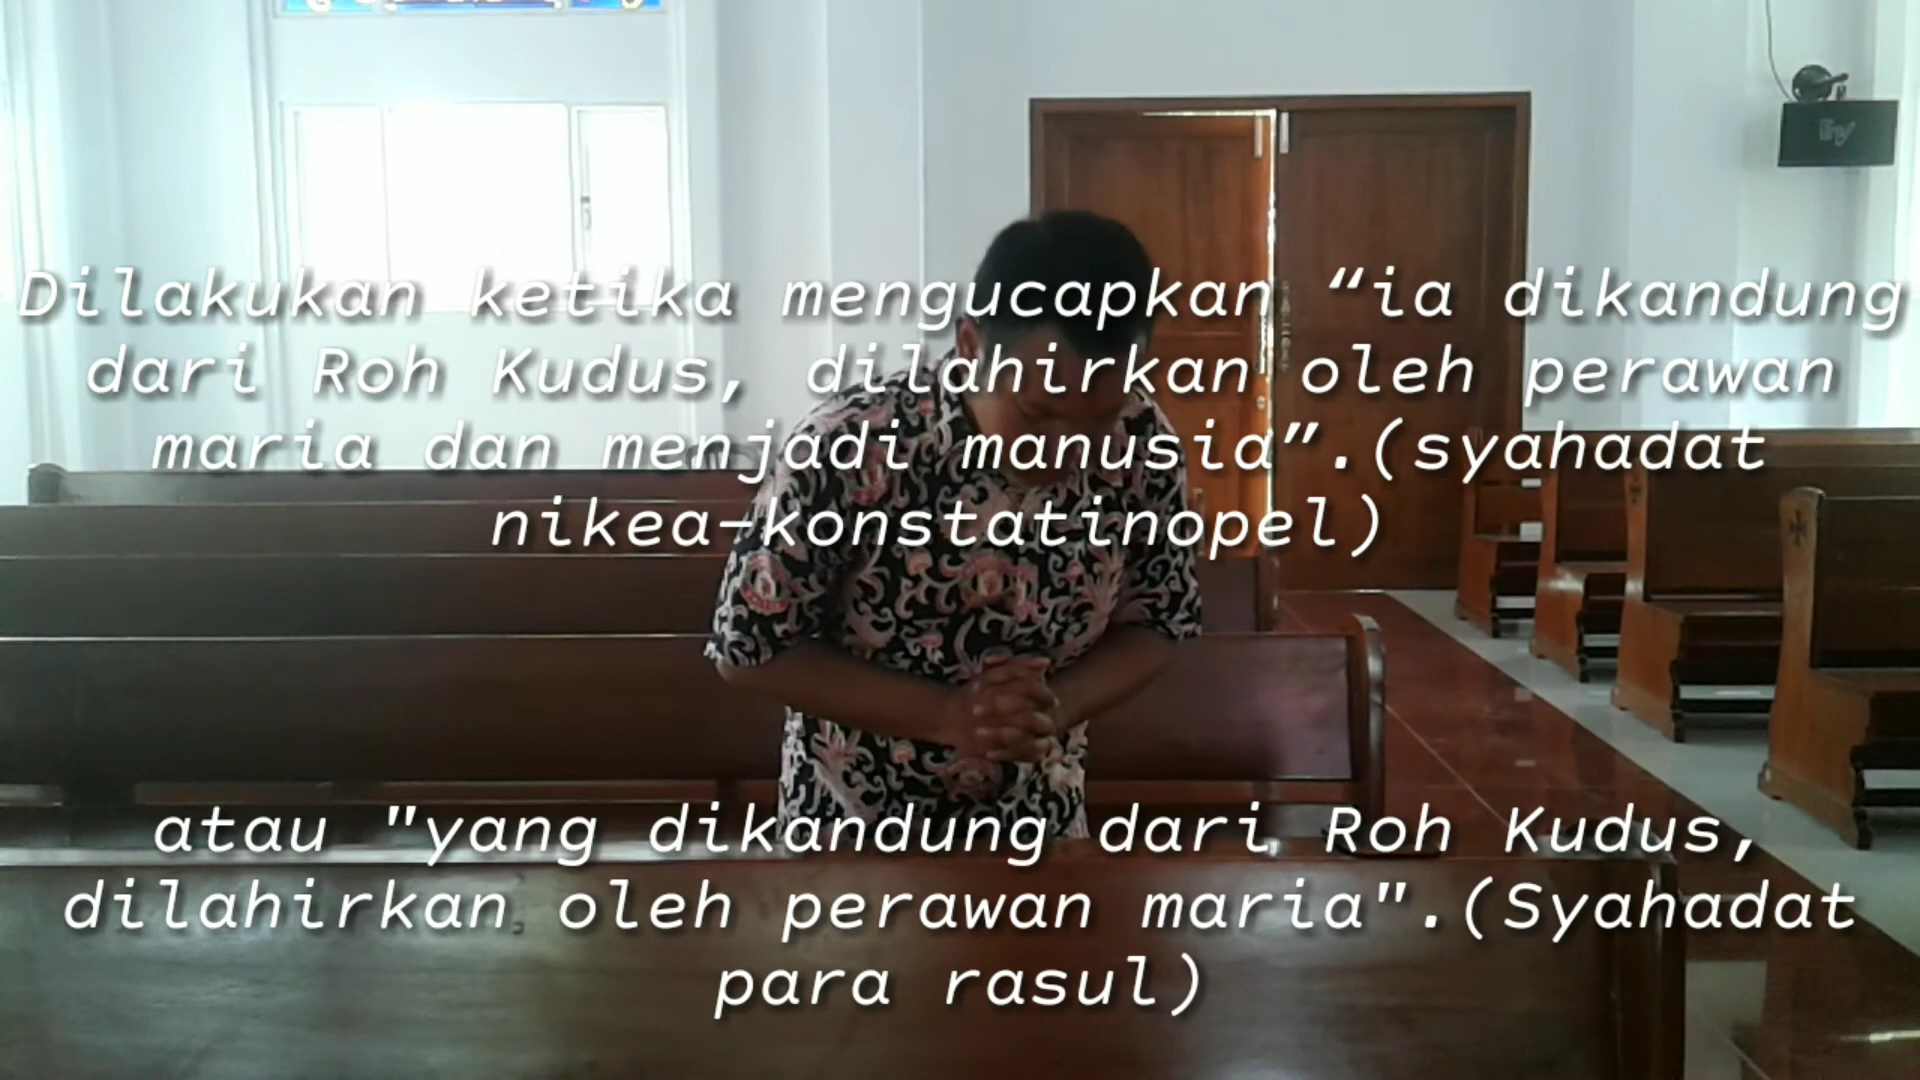 Dilakukan ketika mengucapkan “ia dikandung
dari Roh Kudus, dilahirkan oleh perawan
maria dan menjadi manusia”.(syahadat
nikea-konstatinopel)
atau "yang dikandung dari Roh Kudus,
dilahirkan oleh perawan maria".(Syahadat
para rasul)
EV